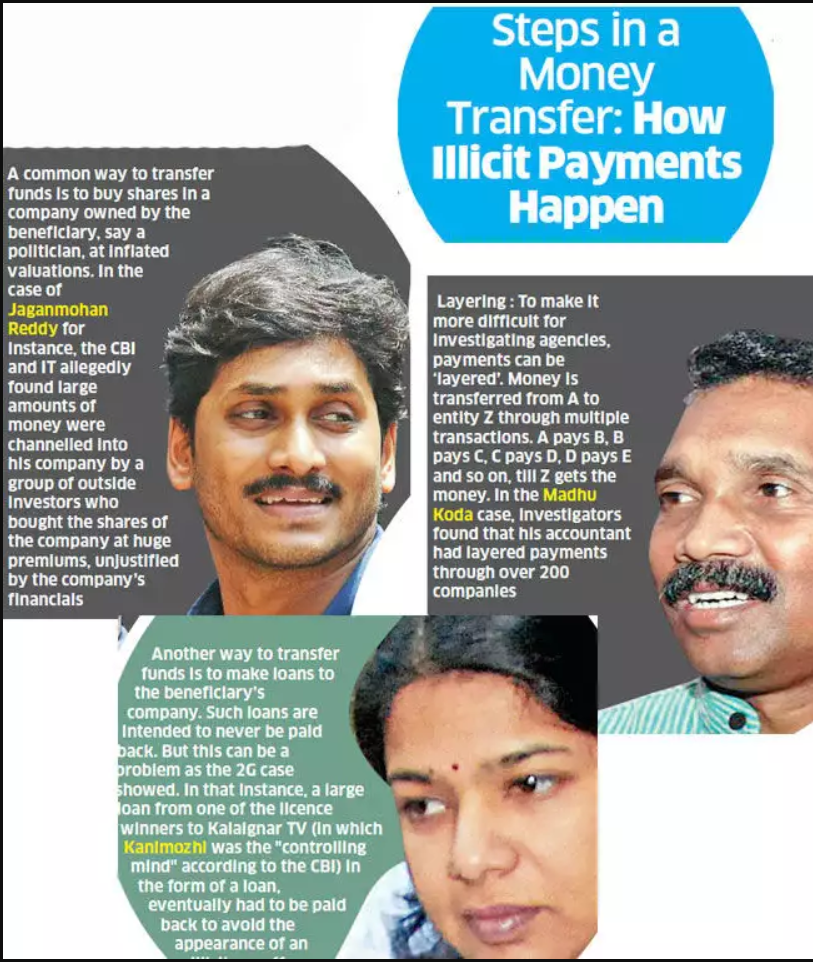 Steps in a
Money
Transfer: How
Illicit Payments
Happen
A common way to transfer
funds is to buy shares in a
company owned by the
beneficiary, say a
politician, at inflated
valuations. In the
case of
Jaganmohan
Reddy for
instance, the CBI
and IT allegedly
found large
amounts of
money were
channelled into
his company by a
group of outside
investors who
bought the shares of
the company at huge
premiums, unjustified
by the company's
financials
Layering : To make it
more difficult for
investigating agencies,
payments can be
'layered'. Money is
transferred from A to
entity Z through multiple
transactions. A pays B, B
pays C, C pays D, D pays E
and so on, till Z gets the
money. In the Madhu
Koda case, investigators
found that his accountant
had layered payments
through over 200
companies
Another way to transfer
funds is to make loans to
the beneficiary's
company. Such loans are
intended to never be paid
back. But this can be a
problem as the 2G case
showed. In that instance, a large
loan from one of the licence
winners to Kalaignar TV (in which
Kanimozhi was the "controlling
mind" according to the CBI) in
the form of a loan,
eventually had to be paid
back to avoid the
appearance of an